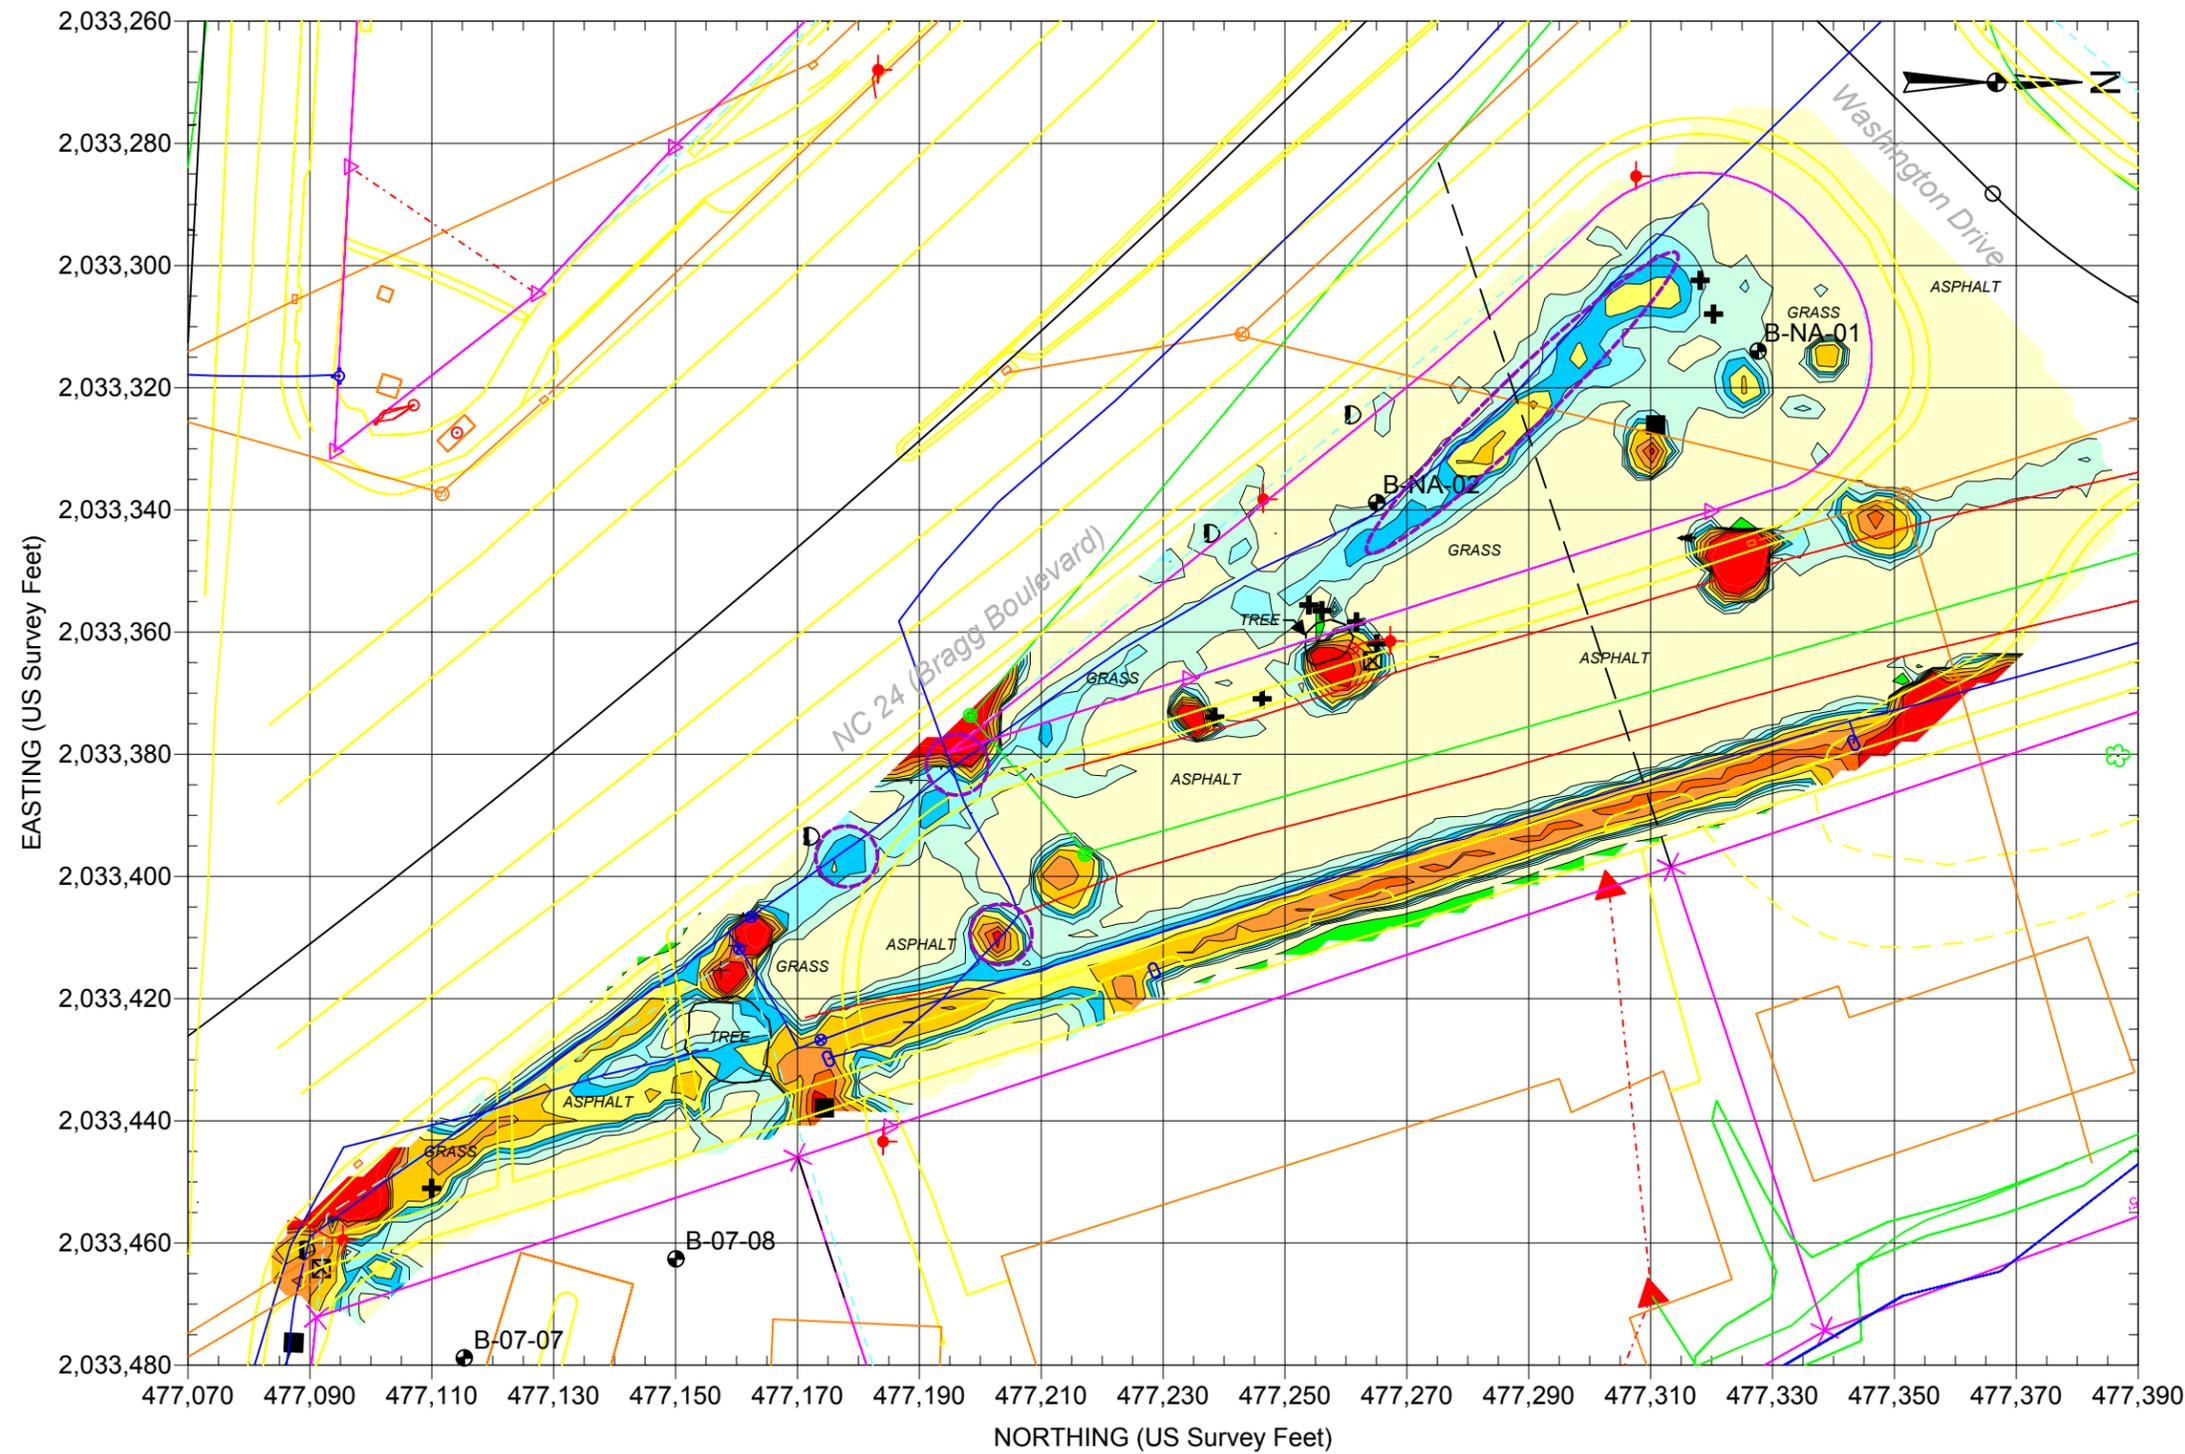 2,033,260
2,033,280
2,033,300
2,033,320
2,033,340
2,033,360
2,033,380
2,033,400
2,033,420
2,033,440
2,033,460
2,033,480
EASTING (US Survey Feet)
N
Washington Drive
ASPHALT
GRASS
B-NA-01
B-NA-02
GRASS
NC 24 (Bragg Boulevard)
TREE
GRASS
ASPHALT
ASPHALT
ASPHALT
GRASS
TREE
ASPHALT
GRASS
B-07-08
B-07-07
477,070
477,090
477,110
477,130
477,150
477,170
477,190
477,210
477,230
477,250
477,270
477,290
477,310
477,330
477,350
477,370
477,390
NORTHING (US Survey Feet)